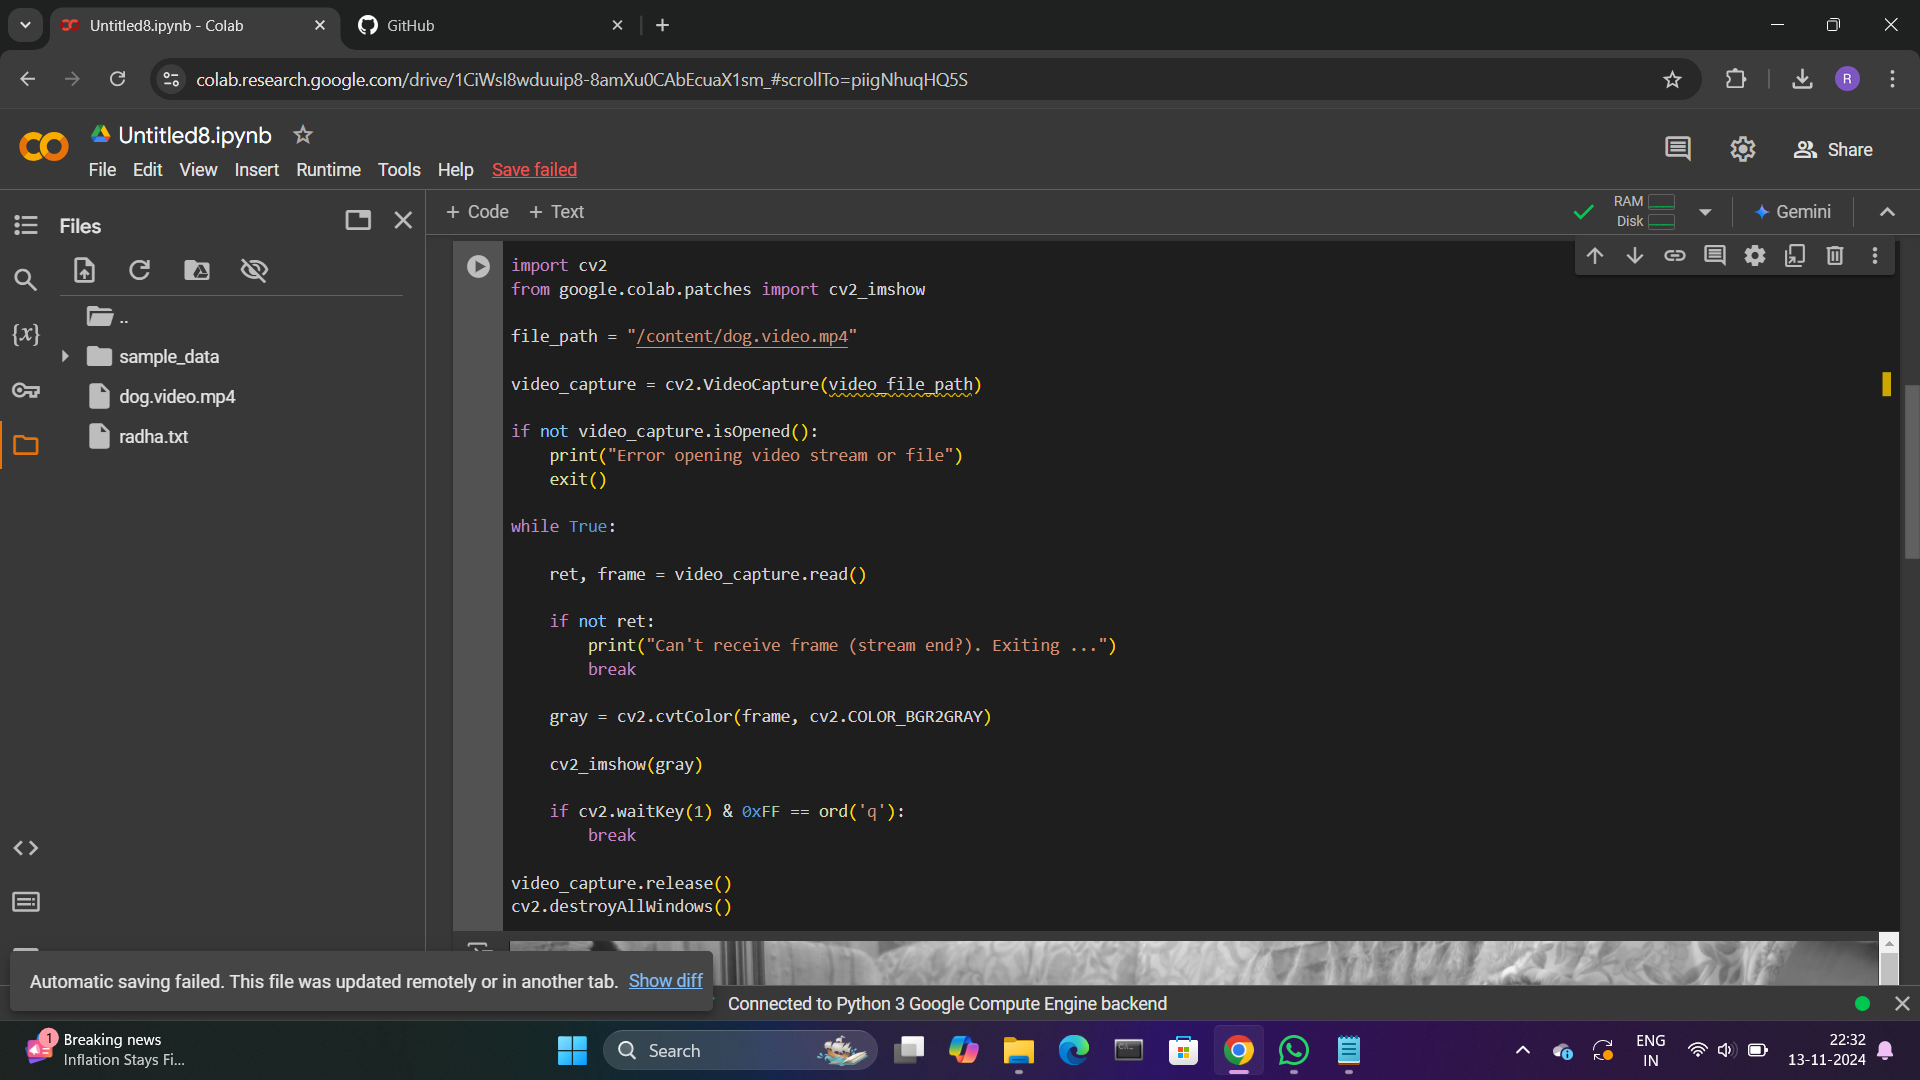 Untitled8.ipynb - Colab
GitHub
colab.research.google.com/drive/1CiWsI8wduuip8-8amXu0CAbEcuaX1sm_#scrollTo=piigNhuqHQ5S
R
Untitled8.ipynb
File Edit View Insert Runtime Tools Help Save failed
Share
Files
+ Code + Text
RAM
Disk
Gemini
..
sample_data
dog.video.mp4
radha.txt
{x}
import cv2
from google.colab.patches import cv2_imshow
file_path = "/content/dog.video.mp4"
video_capture = cv2.VideoCapture(video_file_path)
if not video_capture.isOpened():
    print("Error opening video stream or file")
    exit()
while True:
    ret, frame = video_capture.read()
    if not ret:
        print("Can't receive frame (stream end?). Exiting ...")
        break
    gray = cv2.cvtColor(frame, cv2.COLOR_BGR2GRAY)
    cv2_imshow(gray)
    if cv2.waitKey(1) & 0xFF == ord('q'):
        break
video_capture.release()
cv2.destroyAllWindows()
Automatic saving failed. This file was updated remotely or in another tab. Show diff
Connected to Python 3 Google Compute Engine backend
1
Breaking news
Inflation Stays Fi...
Search
ENG
IN
22:32
13-11-2024